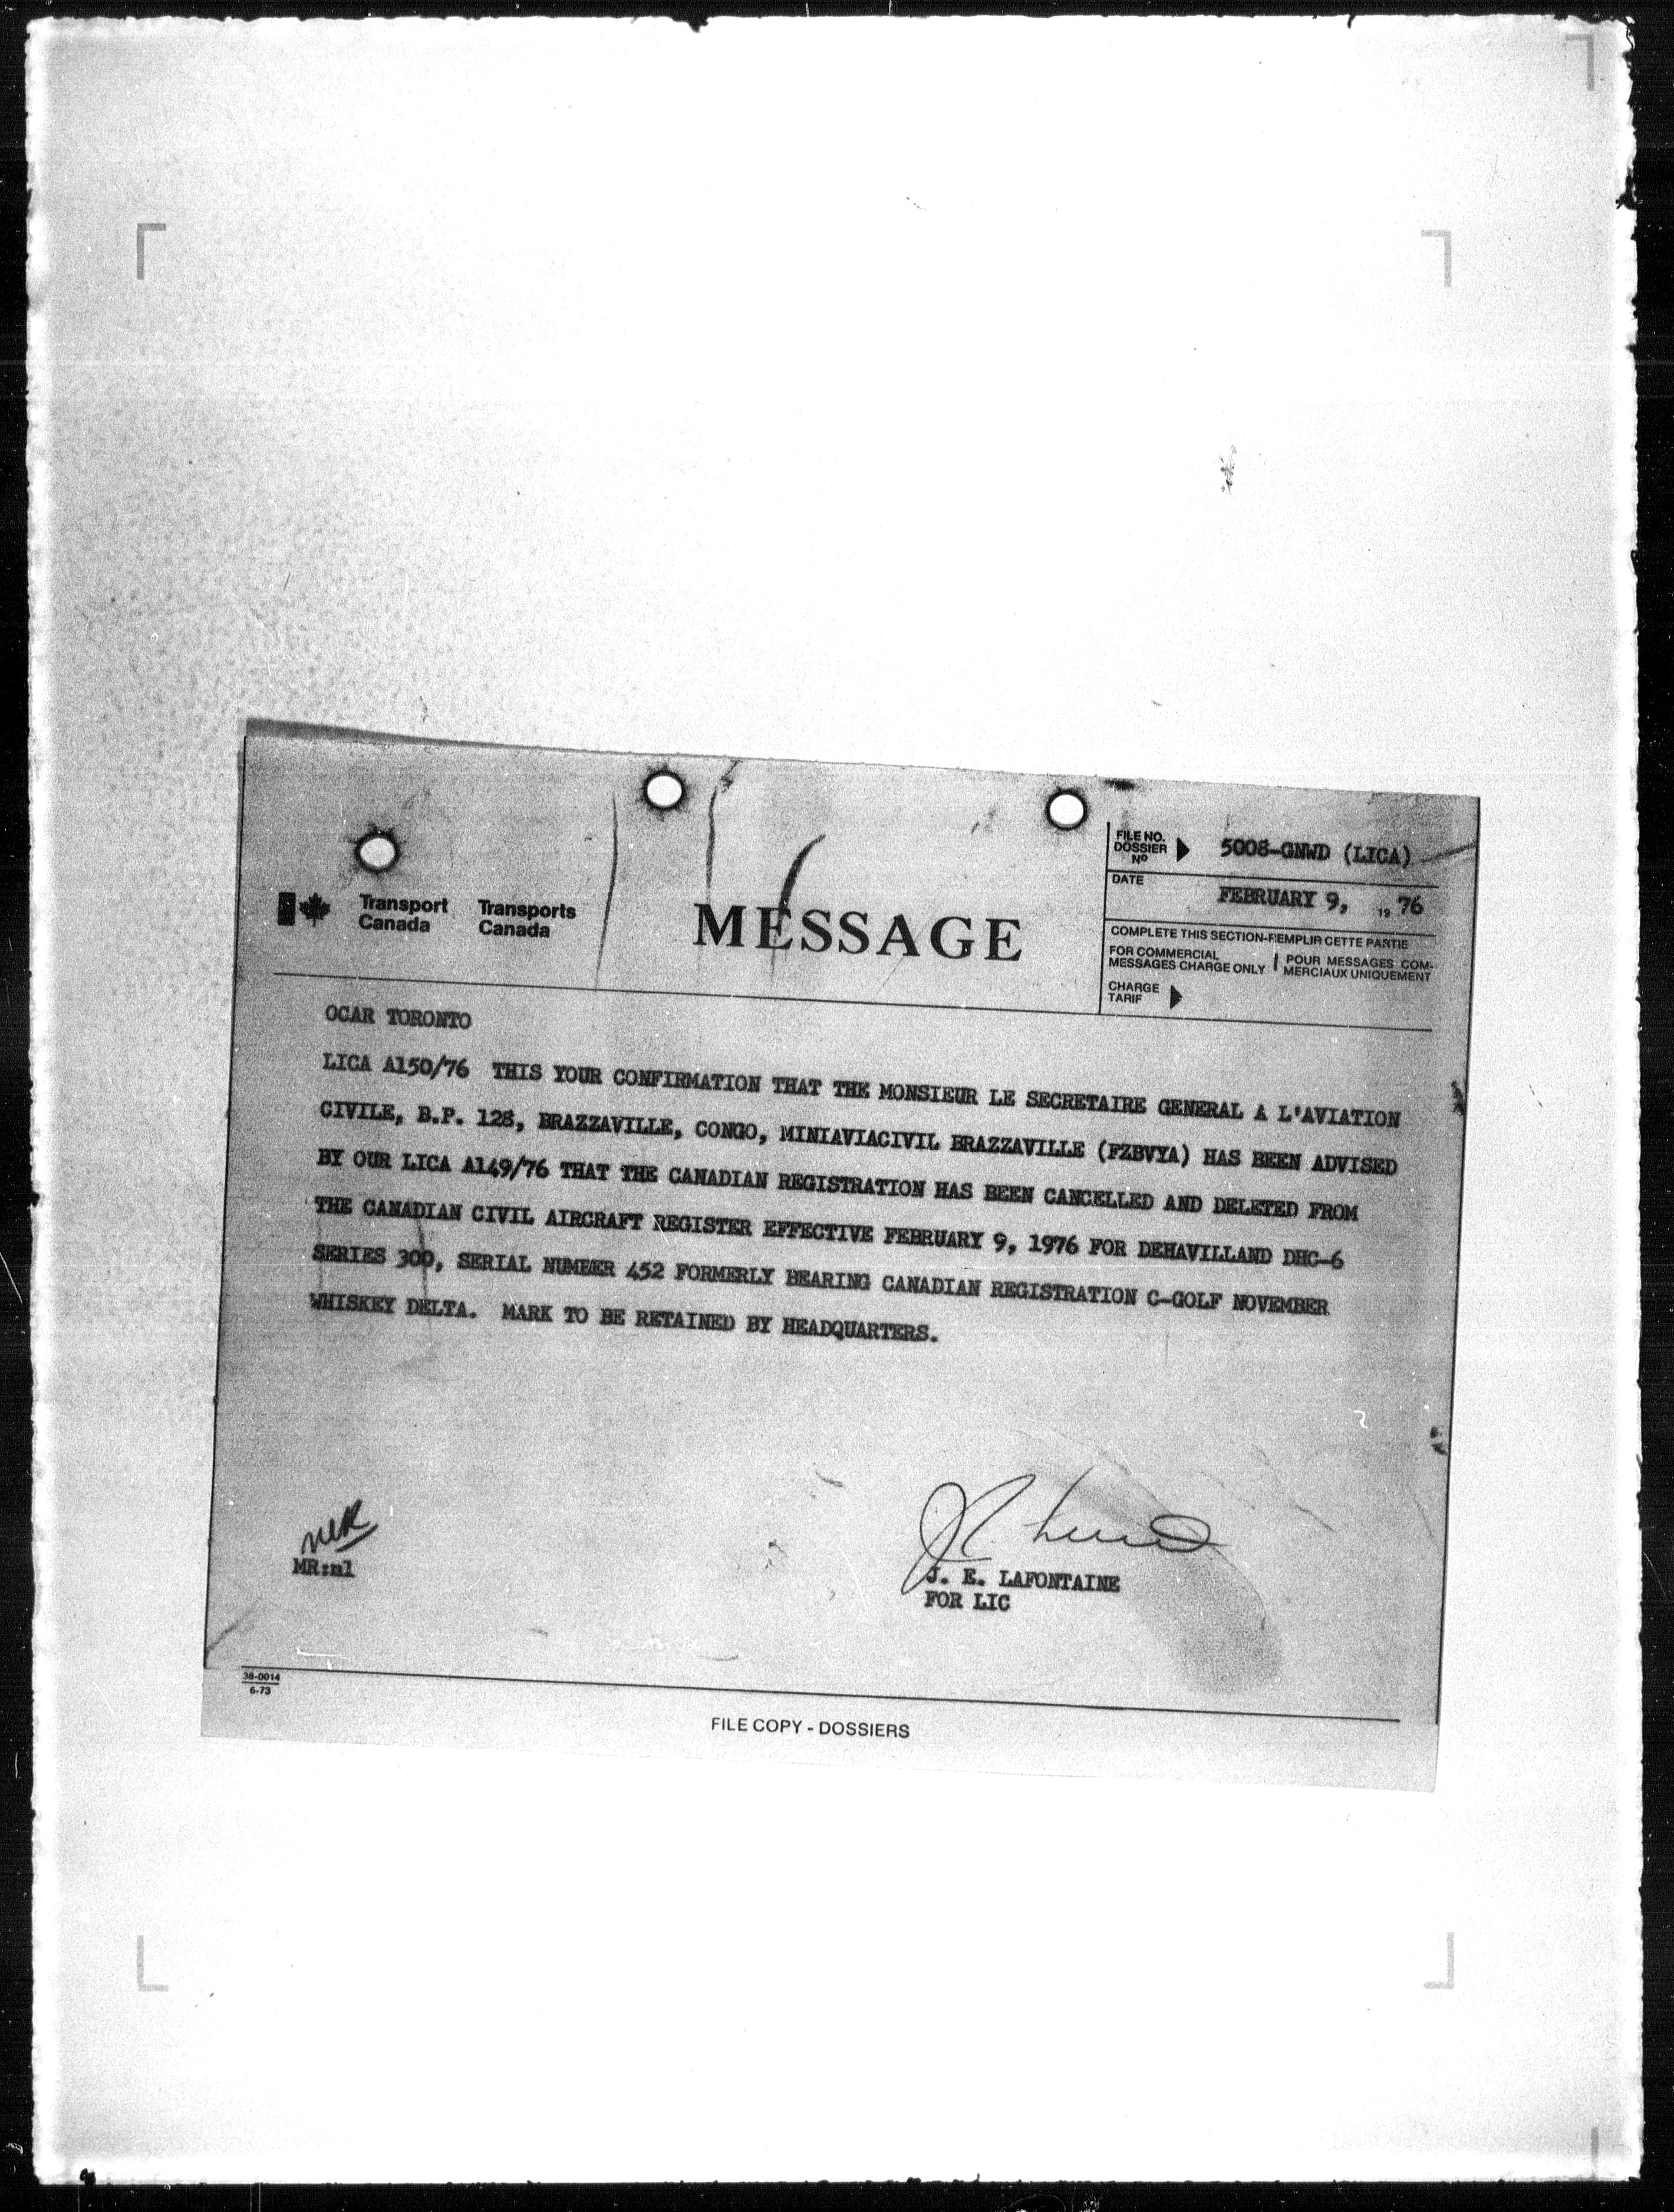 FILE NO.
DOSSIER
Nº
5008-GNWD (LICA)
DATE
FEBRUARY 9, 1976
Transport
Canada
Transports
Canada
MESSAGE
COMPLETE THIS SECTION-REMPLIR CETTE PARTIE
FOR COMMERCIAL
MESSAGES CHARGE ONLY
POUR MESSAGES COM-
MERCIAUX UNIQUEMENT
CHARGE
TARIF
OCAR TORONTO
LICA A150/76 THIS YOUR CONFIRMATION THAT THE MONSIEUR LE SECRETAIRE GENERAL A L'AVIATION
CIVILE, B.P. 128, BRAZZAVILLE, CONGO, MINIAVIACIVIL BRAZZAVILLE (FZBVYA) HAS BEEN ADVISED
BY OUR LICA A149/76 THAT THE CANADIAN REGISTRATION HAS BEEN CANCELLED AND DELETED FROM
THE CANADIAN CIVIL AIRCRAFT REGISTER EFFECTIVE FEBRUARY 9, 1976 FOR DEHAVILLAND DHC-6
SERIES 300, SERIAL NUMBER 452 FORMERLY BEARING CANADIAN REGISTRATION C-GOLF NOVEMBER
WHISKEY DELTA. MARK TO BE RETAINED BY HEADQUARTERS.
MR:nl
J. E. LAFONTAINE
FOR LIC
38-0014
6-73
FILE COPY - DOSSIERS